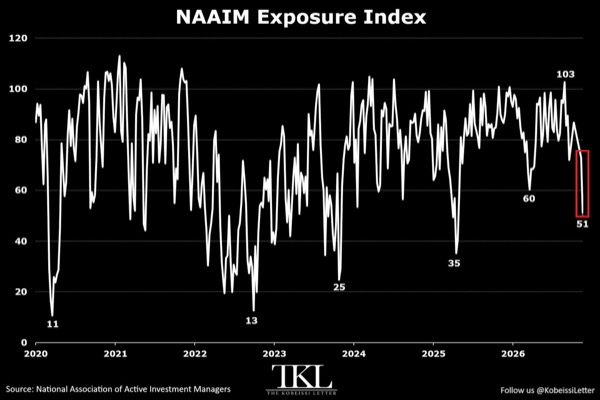 NAAIM Exposure Index
120
100
80
60
40
20
0
103
60
51
35
25
13
11
2020 2021 2022 2023 2024 2025 2026
Source: National Association of Active Investment Managers
TKL
THE KOBEISSI LETTER
Follow us @KobeissiLetter